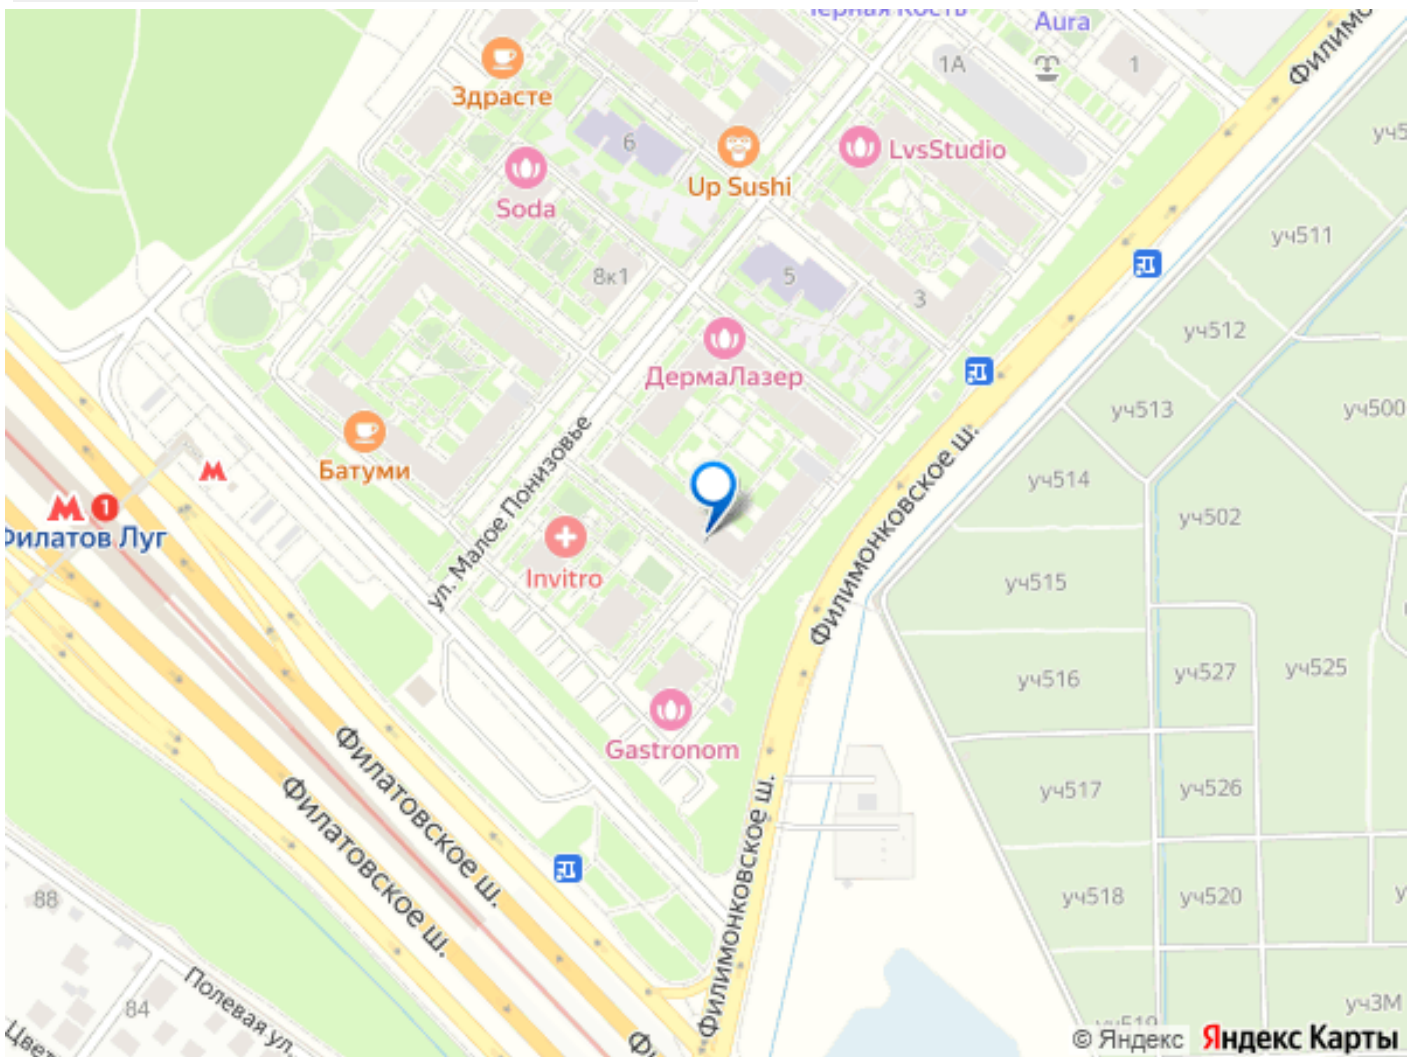 Aura
1А
1
Здрасте
6
LvsStudio
Up Sushi
Soda
уч511
8к1
5
3
уч512
ДермаЛазер
уч513
уч500
Батуми
ул. Малое Понизовье
Филимонковское ш.
уч514
М 1
Филатов Луг
уч502
Invitro
уч515
уч516
уч527
уч525
Gastronom
Филатовское ш.
Филатовское ш.
Филимонковское ш.
уч517
уч526
88
уч518
уч520
84
Полевая ул.
Филимонковское ш.
уч3М
© Яндекс Яндекс Карты